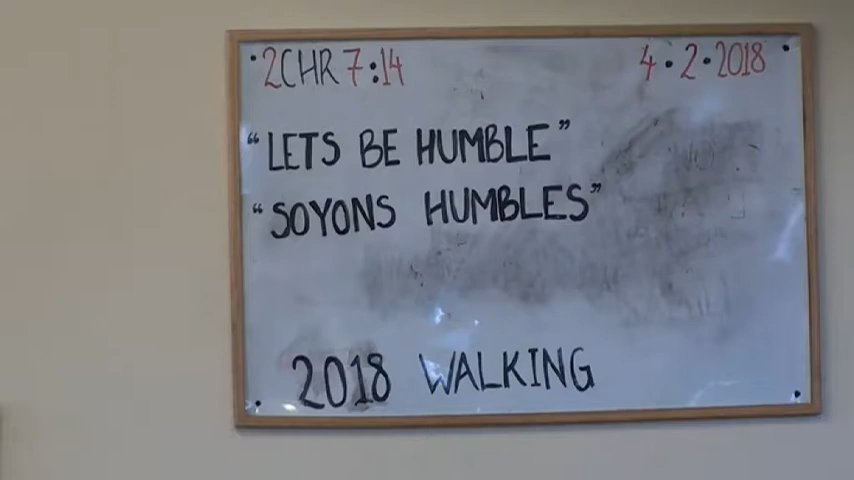 2CHR 7:14
4·2·2018
"LETS BE HUMBLE"
"SOYONS HUMBLES"
2018 WALKING